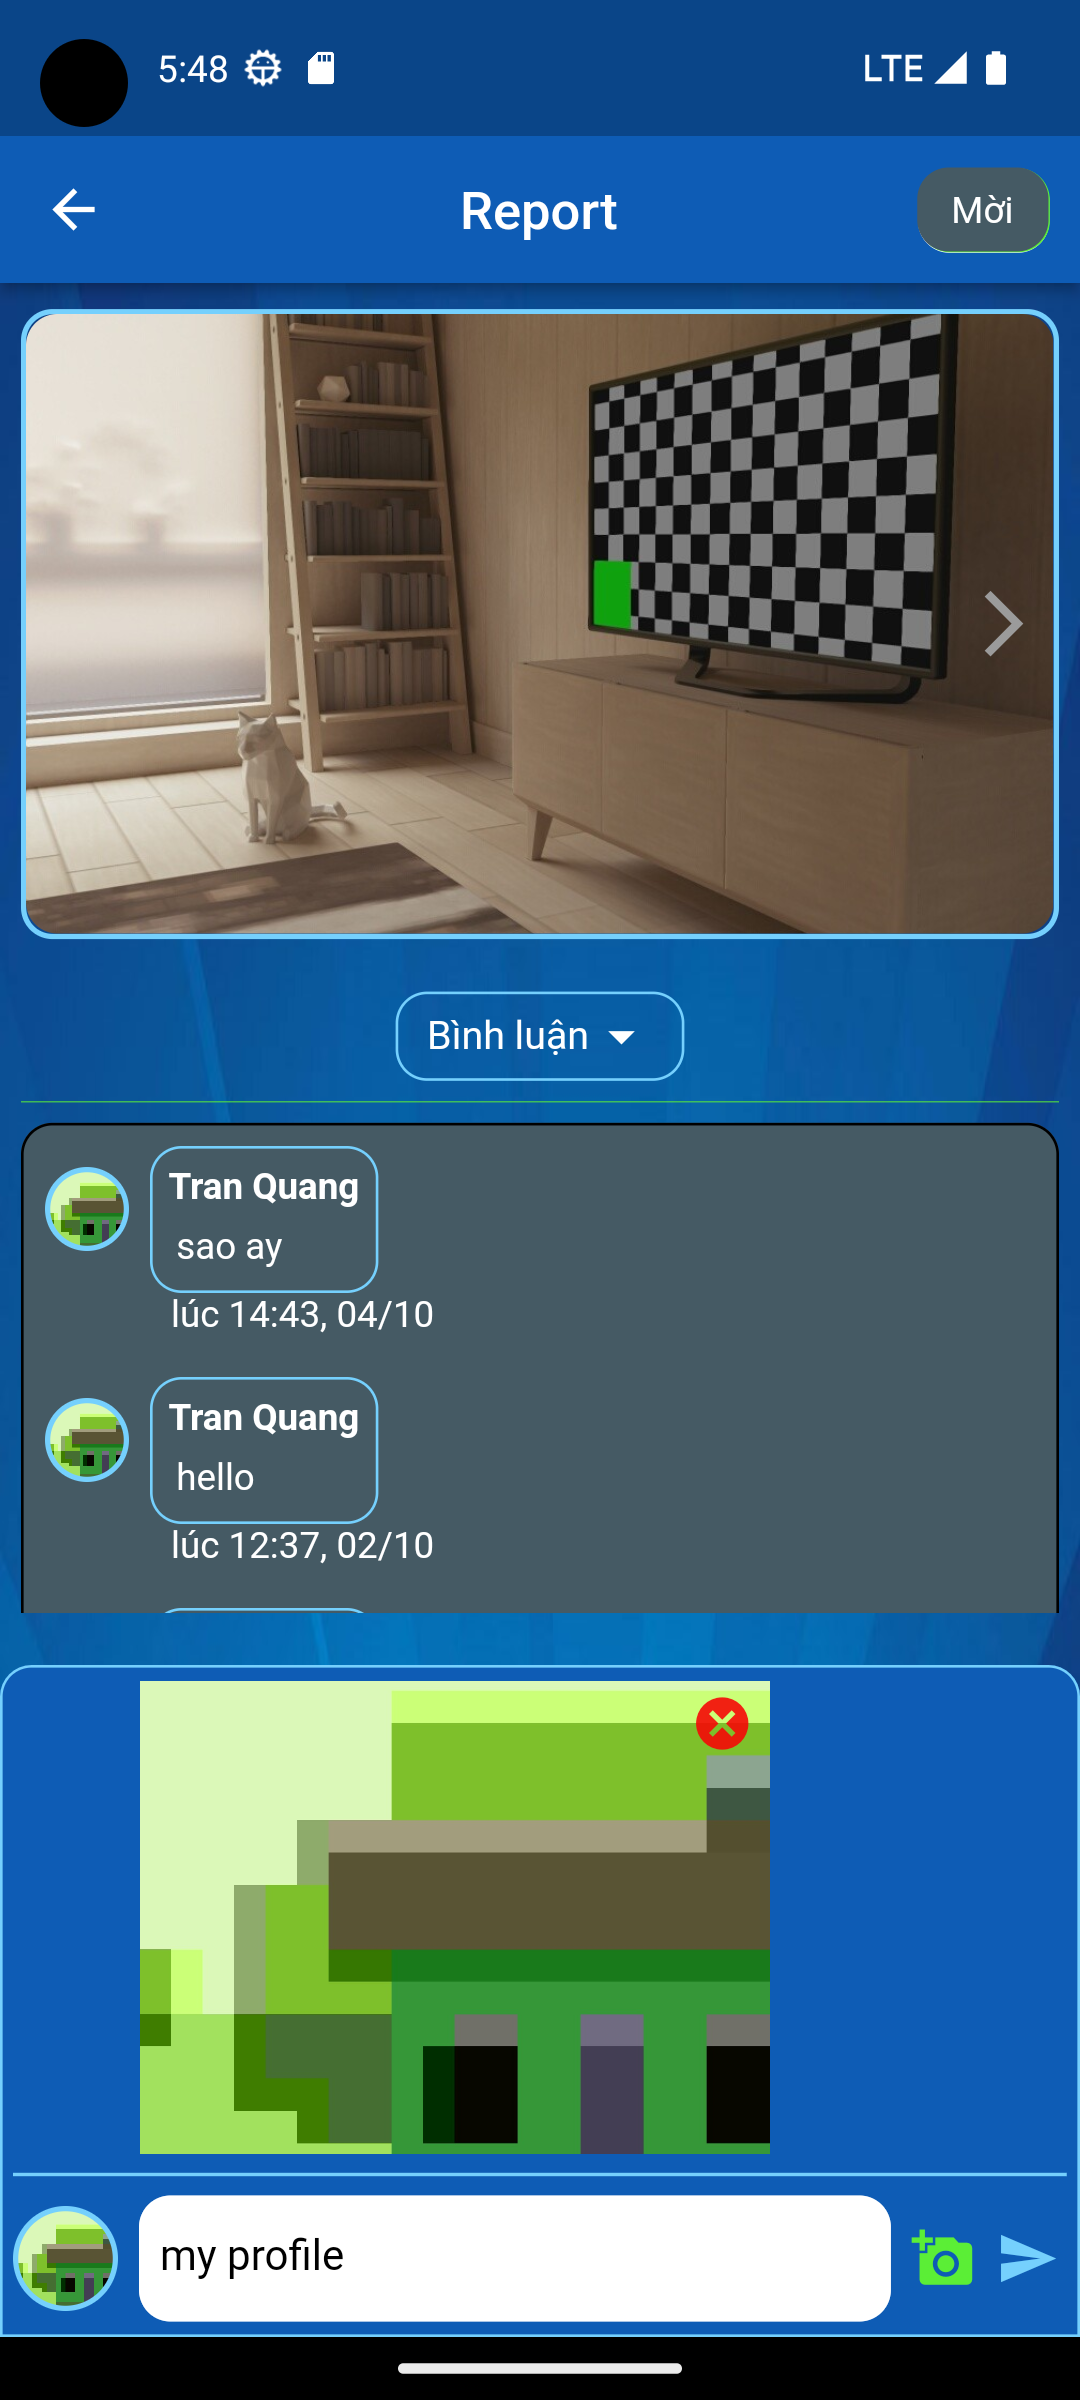 5:48
LTE
Report
Mời
Bình luận
Tran Quang
sao ay
lúc 14:43, 04/10
Tran Quang
hello
lúc 12:37, 02/10
my profile